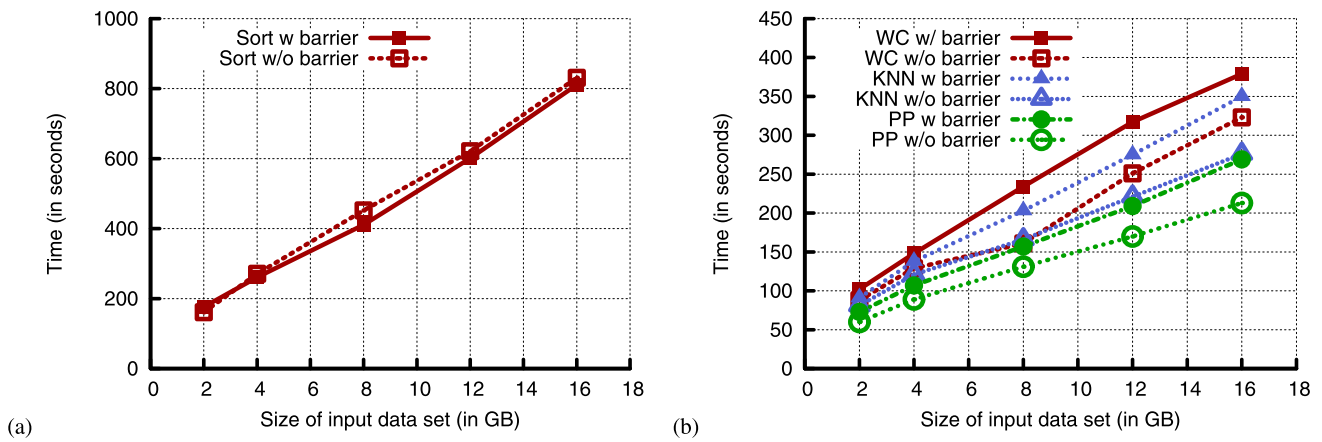 1000
800
600
400
200
0
Time (in seconds)
Sort w barrier
Sort w/o barrier
0 2 4 6 8 10 12 14 16 18
Size of input data set (in GB)
(a)
450
400
350
300
250
200
150
100
50
0
Time (in seconds)
WC w/ barrier
WC w/o barrier
KNN w barrier
KNN w/o barrier
PP w barrier
PP w/o barrier
0 2 4 6 8 10 12 14 16 18
Size of input data set (in GB)
(b)